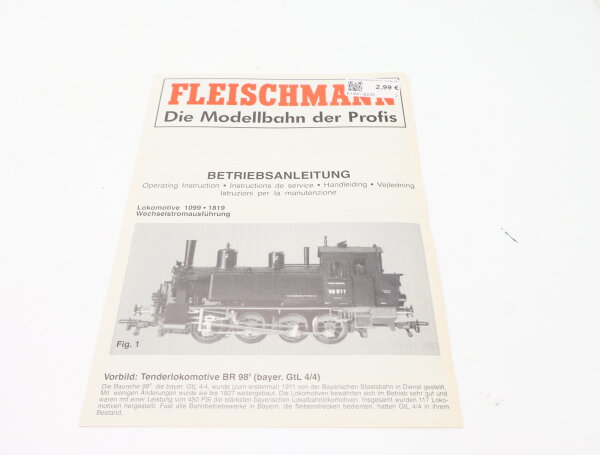 FLEISCHMANN
2,99 €
Die Modellbahn der Profis
BETRIEBSANLEITUNG
Operating Instruction • Instructions de service • Handleiding • Vejledning
Istruzioni per la manutenzione
Lokomotive 1099 • 1819
Wechselstromausführung
98 811
Fig. 1
Vorbild: Tenderlokomotive BR 98⁸ (bayer. GtL 4/4)
Die Baureihe 98⁸, die bayer. GtL 4/4, wurde (zum erstenmal) 1911 von der Bayerischen Staatsbahn in Dienst gestellt.
Mit wenigen Änderungen wurde sie bis 1927 weitergebaut. Die Lokomotiven bewährten sich im Betrieb sehr gut und
waren mit einer Leistung von 450 PSi die stärksten bayerischen Lokalbahnlokomotiven. Insgesamt wurden 117 Loko-
motiven hergestellt. Fast alle Bahnbetriebswerke in Bayern, die Nebenstrecken bedienten, hatten GtL 4/4 in ihrem
Bestand.